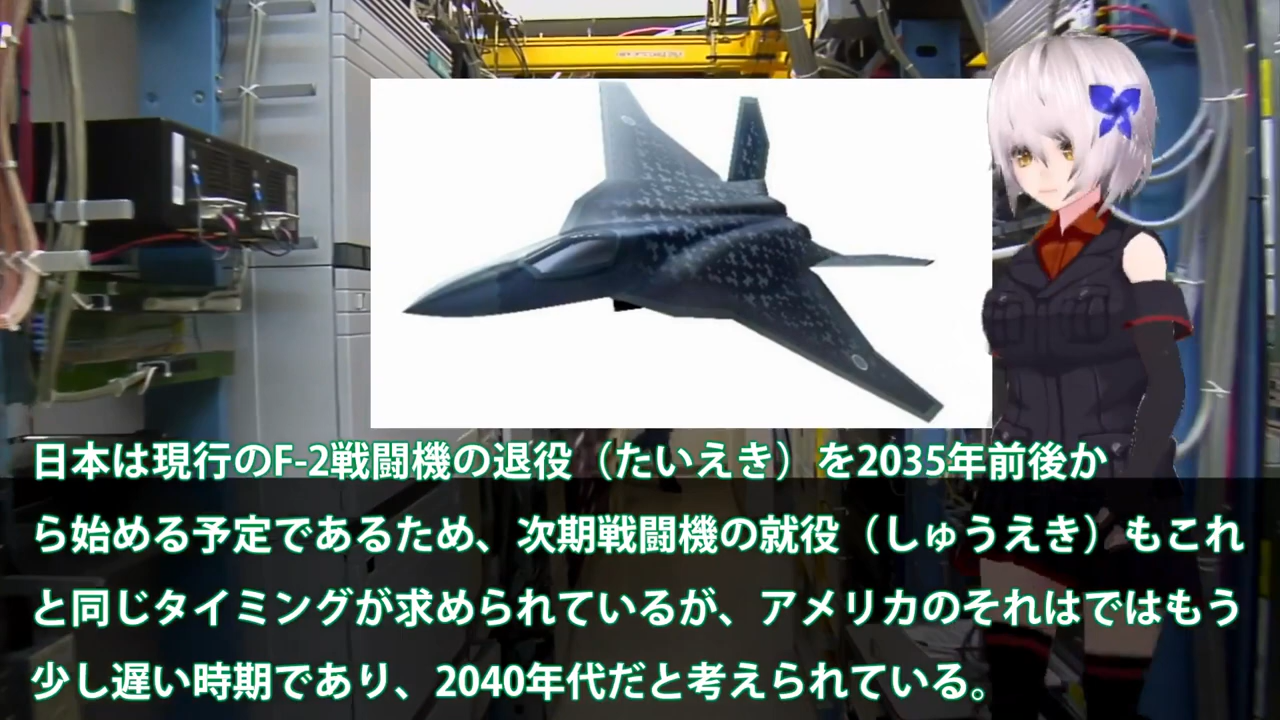 日本は現行のF-2戦闘機の退役（たいえき）を2035年前後か
ら始める予定であるため、次期戦闘機の就役（しゅうえき）もこれ
と同じタイミングが求められているが、アメリカのそれはではもう
少し遅い時期であり、2040年代だと考えられている。